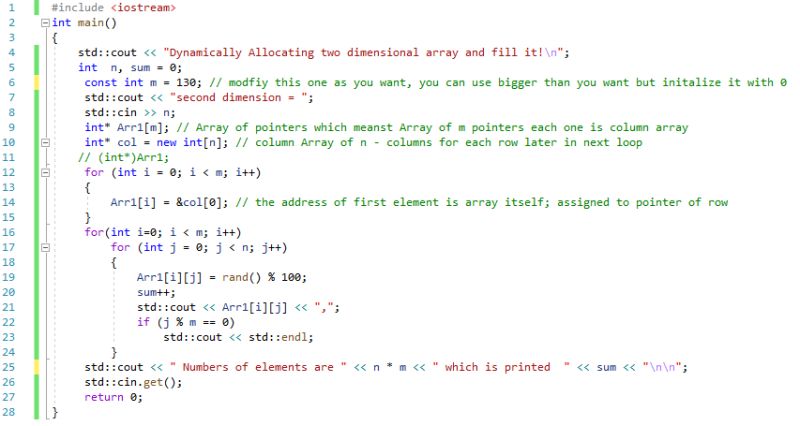 1 #include <iostream>
2 int main()
3 {
4 std::cout << "Dynamically Allocating two dimensional array and fill it!\n";
5 int n, sum = 0;
6 const int m = 130; // modfiy this one as you want, you can use bigger than you want but initalize it with 0
7 std::cout << "second dimension = ";
8 std::cin >> n;
9 int* Arr1[m]; // Array of pointers which meanst Array of m pointers each one is column array
10 int* col = new int[n]; // column Array of n - columns for each row later in next loop
11 // (int*)Arr1;
12 for (int i = 0; i < m; i++)
13 {
14 Arr1[i] = &col[0]; // the address of first element is array itself; assigned to pointer of row
15 }
16 for(int i=0; i < m; i++)
17 for (int j = 0; j < n; j++)
18 {
19 Arr1[i][j] = rand() % 100;
20 sum++;
21 std::cout << Arr1[i][j] << ",";
22 if (j % m == 0)
23 std::cout << std::endl;
24 }
25 std::cout << " Numbers of elements are " << n * m << " which is printed  " << sum << "\n\n";
26 std::cin.get();
27 return 0;
28 }